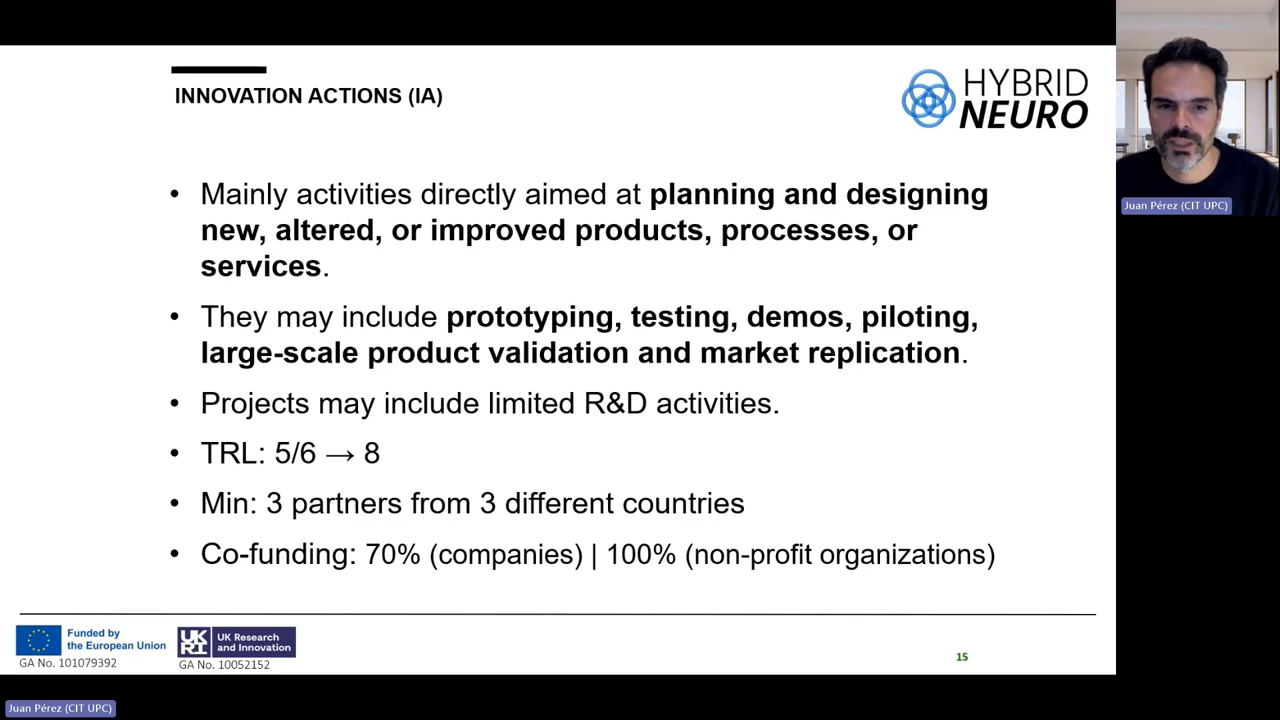 INNOVATION ACTIONS (IA)
HYBRID
NEURO
• Mainly activities directly aimed at planning and designing
new, altered, or improved products, processes, or
services.
• They may include prototyping, testing, demos, piloting,
large-scale product validation and market replication.
• Projects may include limited R&D activities.
• TRL: 5/6 → 8
• Min: 3 partners from 3 different countries
• Co-funding: 70% (companies) | 100% (non-profit organizations)
Funded by
the European Union
GA No. 101079392
UKRI
UK Research
and Innovation
GA No. 10052152
15
Juan Pérez (CIT UPC)
Juan Pérez (CIT UPC)